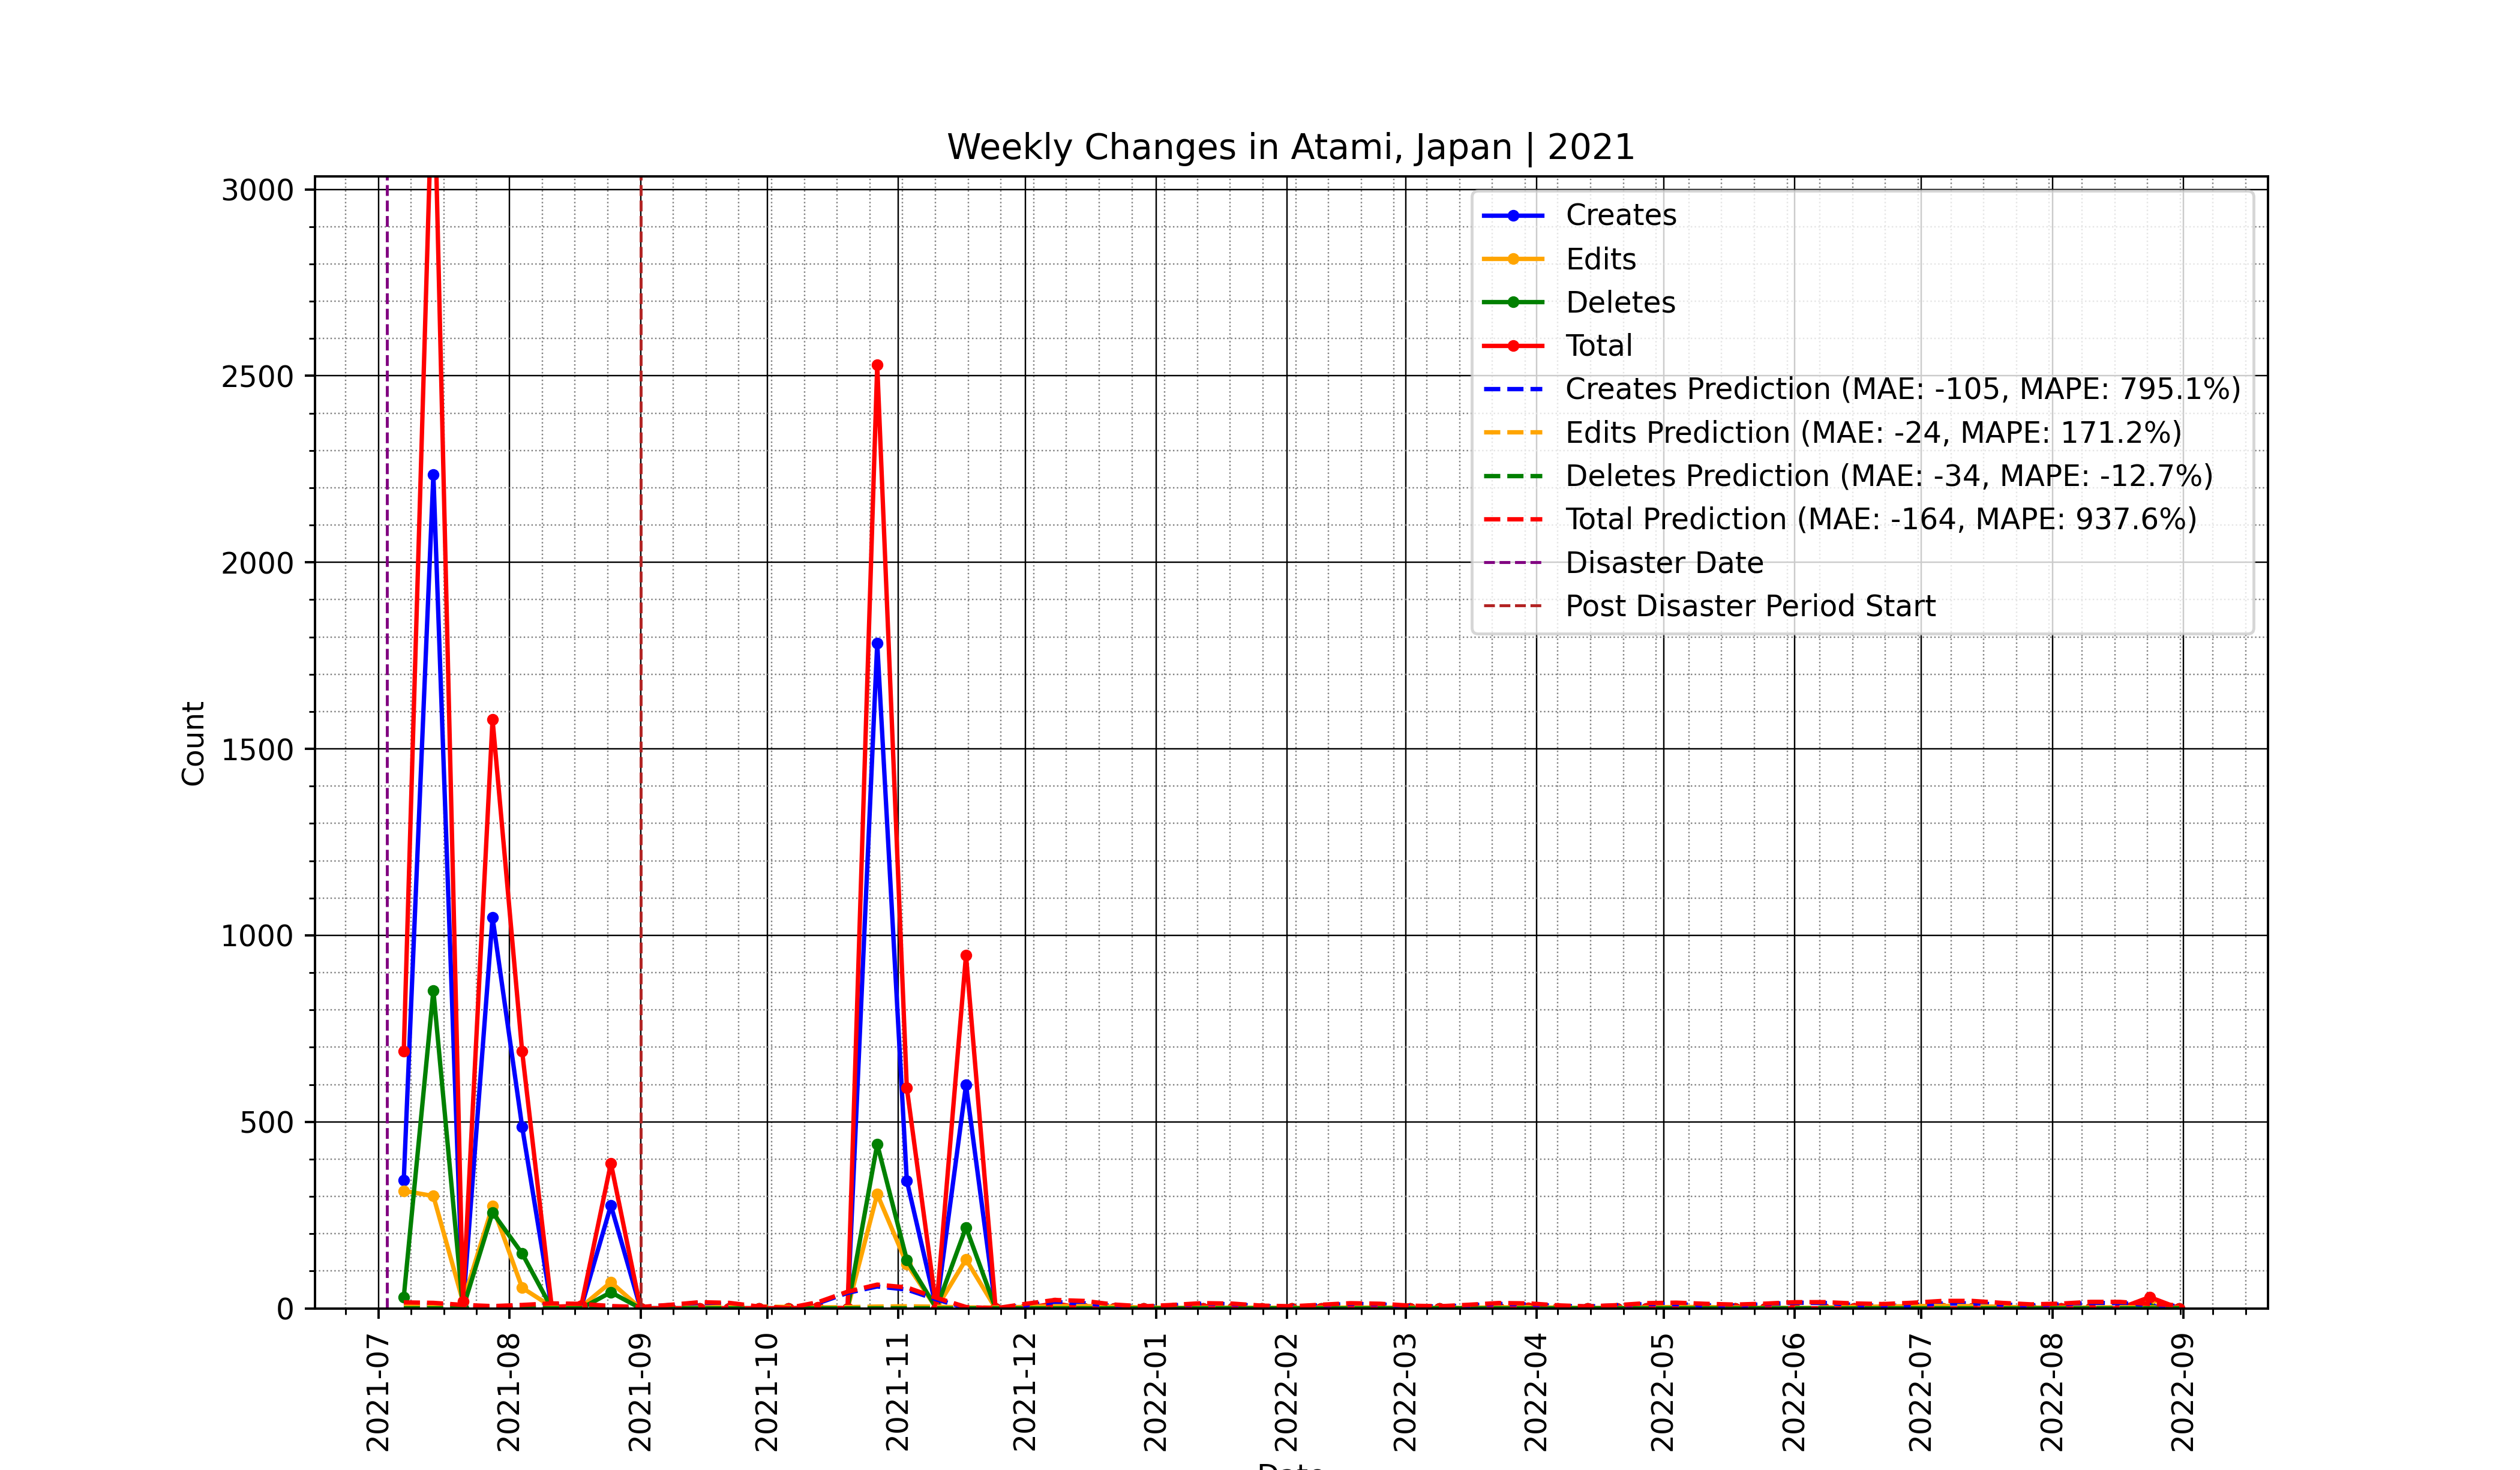 Weekly Changes in Atami, Japan | 2021
3000
2500
2000
1500
1000
500
0
Count
Creates
Edits
Deletes
Total
Creates Prediction (MAE: -105, MAPE: 795.1%)
Edits Prediction (MAE: -24, MAPE: 171.2%)
Deletes Prediction (MAE: -34, MAPE: -12.7%)
Total Prediction (MAE: -164, MAPE: 937.6%)
Disaster Date
Post Disaster Period Start
2021-07
2021-08
2021-09
2021-10
2021-11
2021-12
2022-01
2022-02
2022-03
2022-04
2022-05
2022-06
2022-07
2022-08
2022-09
Date